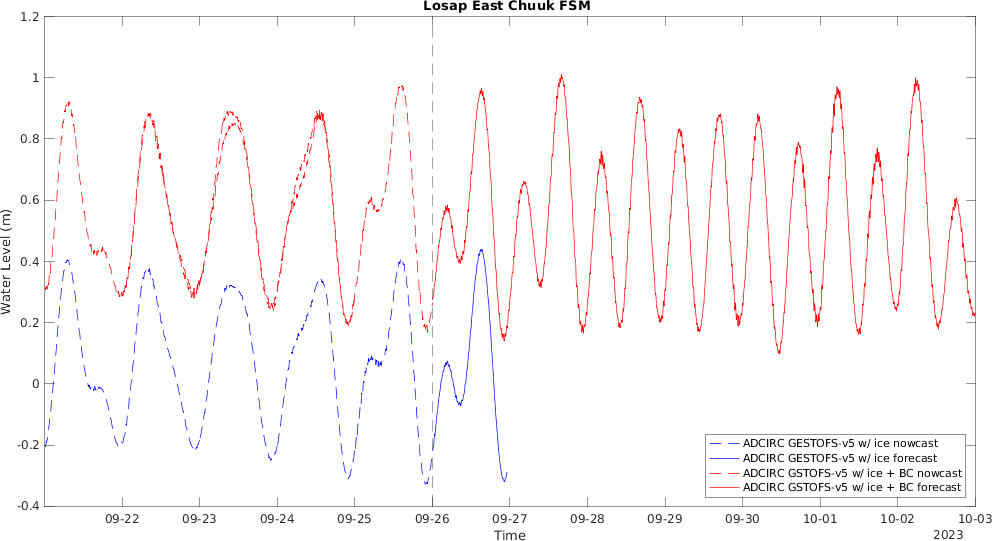 Losap East Chuuk FSM
1.2
1
0.8
0.6
0.4
0.2
0
-0.2
-0.4
Water Level (m)
ADCIRC GESTOFS-v5 w/ ice nowcast
ADCIRC GESTOFS-v5 w/ ice forecast
ADCIRC GSTOFS-v5 w/ ice + BC nowcast
ADCIRC GSTOFS-v5 w/ ice + BC forecast
09-22 09-23 09-24 09-25 09-26 09-27 09-28 09-29 09-30 10-01 10-02 10-03
Time
2023